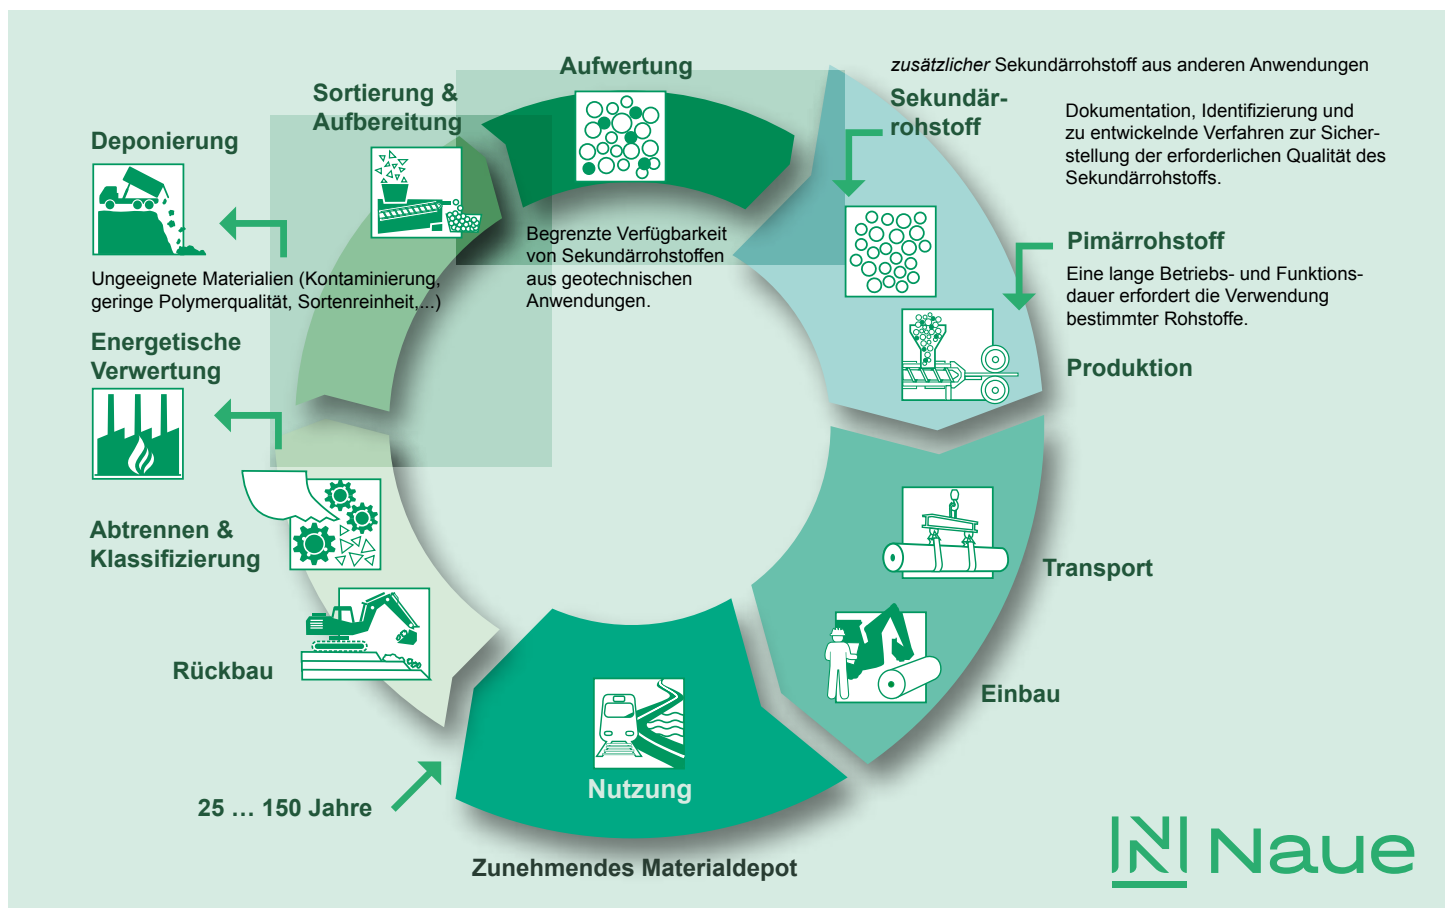 Aufwertung
zusätzlicher Sekundärrohstoff aus anderen Anwendungen
Sortierung &
Aufbereitung
Sekundär-
rohstoff
Dokumentation, Identifizierung und
zu entwickelnde Verfahren zur Sicher-
stellung der erforderlichen Qualität des
Sekundärrohstoffs.
Deponierung
Begrenzte Verfügbarkeit
von Sekundärrohstoffen
aus geotechnischen
Anwendungen.
Pimärrohstoff
Eine lange Betriebs- und Funktions-
dauer erfordert die Verwendung
bestimmter Rohstoffe.
Ungeeignete Materialien (Kontaminierung,
geringe Polymerqualität, Sortenreinheit,...)
Energetische
Verwertung
Produktion
Abtrennen &
Klassifizierung
Transport
Rückbau
Einbau
Nutzung
25 … 150 Jahre
Zunehmendes Materialdepot
Naue